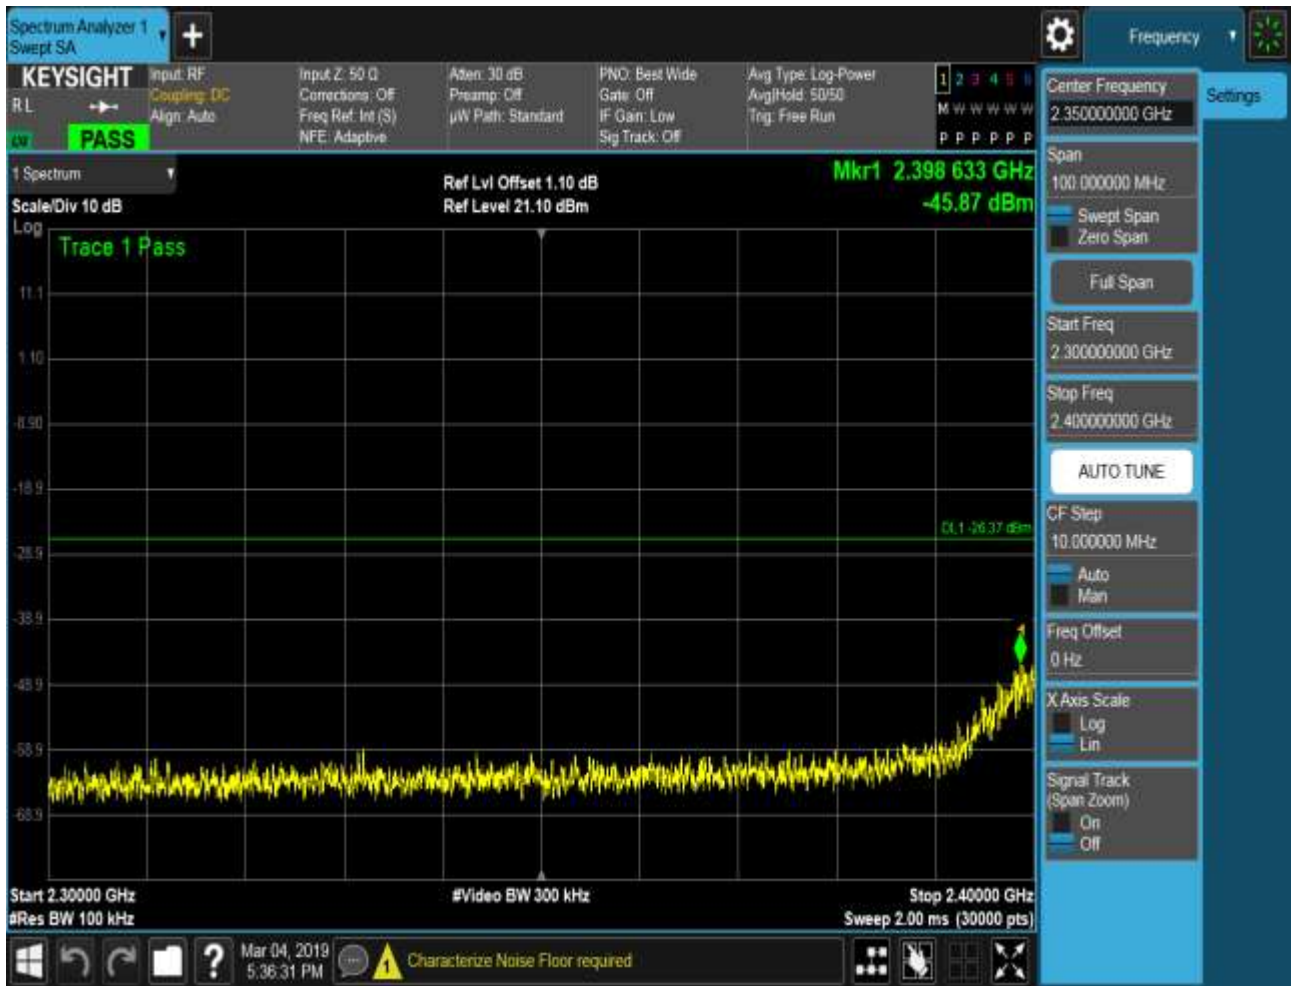 Spectrum Analyzer 1
Swept SA
+
Frequency
KEYSIGHT
R L
PASS
Input: RF
Coupling: DC
Align: Auto
Input Z: 50 Ω
Corrections: Off
Freq Ref: Int (S)
NFE: Adaptive
Atten: 30 dB
Preamp: Off
µW Path: Standard
PNO: Best Wide
Gate: Off
IF Gain: Low
Sig Track: Off
Avg Type: Log-Power
Avg|Hold: 50/50
Trig: Free Run
1 2 3 4 5 6
M W W W W W
P P P P P P
1 Spectrum
Scale/Div 10 dB
Log
Ref Lvl Offset 1.10 dB
Ref Level 21.10 dBm
Mkr1 2.398 633 GHz
-45.87 dBm
Trace 1 Pass
11.1
1.10
-8.90
-18.9
DL1 -26.37 dBm
-28.9
-38.9
1
-48.9
-58.9
-68.9
Start 2.30000 GHz
#Res BW 100 kHz
#Video BW 300 kHz
Stop 2.40000 GHz
Sweep 2.00 ms (30000 pts)
Center Frequency
2.350000000 GHz
Settings
Span
100.000000 MHz
Swept Span
Zero Span
Full Span
Start Freq
2.300000000 GHz
Stop Freq
2.400000000 GHz
AUTO TUNE
CF Step
10.000000 MHz
Auto
Man
Freq Offset
0 Hz
X Axis Scale
Log
Lin
Signal Track
(Span Zoom)
On
Off
?
Mar 04, 2019
5:36:31 PM
1
Characterize Noise Floor required